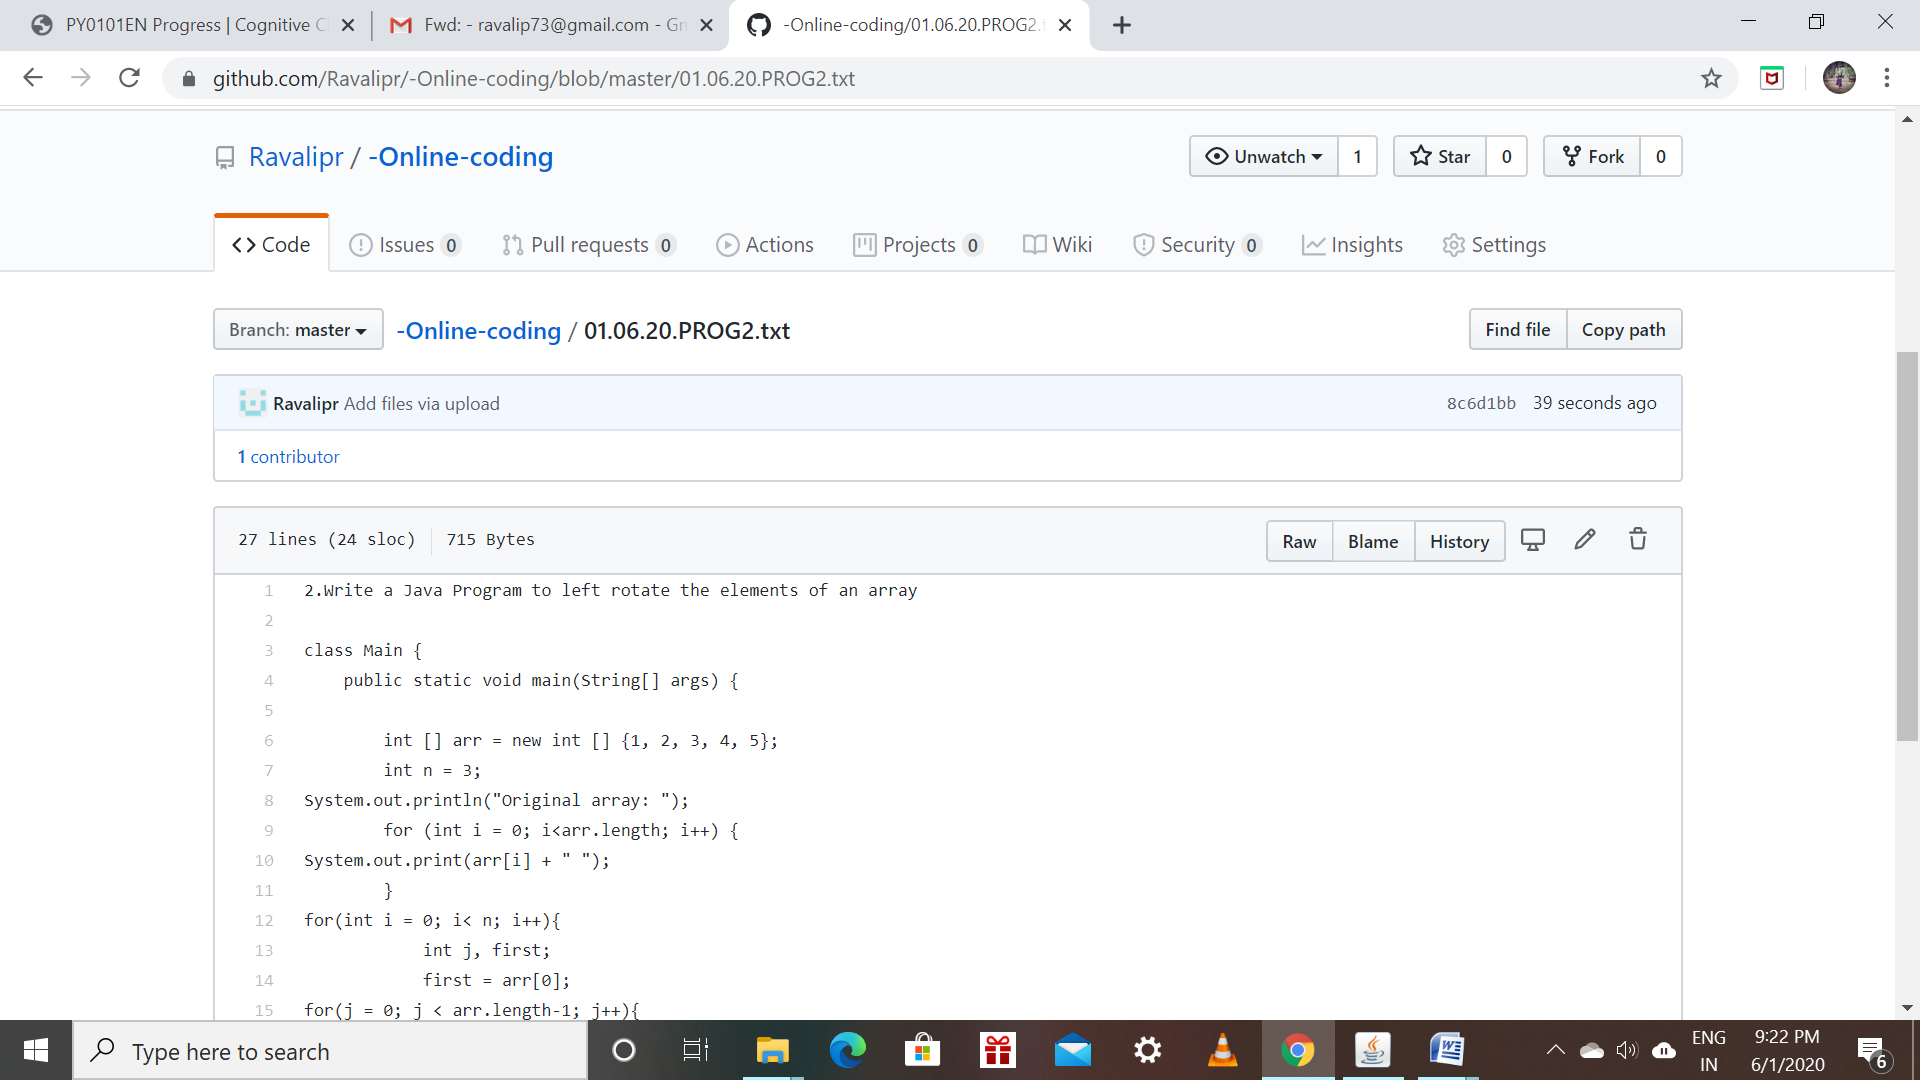 PY0101EN Progress | Cognitive C
Fwd: - ravalip73@gmail.com - Gm
-Online-coding/01.06.20.PROG2.t
github.com/Ravalipr/-Online-coding/blob/master/01.06.20.PROG2.txt
Ravalipr / -Online-coding
Unwatch 1 Star 0 Fork 0
Code Issues 0 Pull requests 0 Actions Projects 0 Wiki Security 0 Insights Settings
Branch: master -Online-coding / 01.06.20.PROG2.txt Find file Copy path
Ravalipr Add files via upload 8c6d1bb 39 seconds ago
1 contributor
27 lines (24 sloc) 715 Bytes Raw Blame History
1 2.Write a Java Program to left rotate the elements of an array
2
3 class Main {
4 public static void main(String[] args) {
5
6 int [] arr = new int [] {1, 2, 3, 4, 5};
7 int n = 3;
8 System.out.println("Original array: ");
9 for (int i = 0; i<arr.length; i++) {
10 System.out.print(arr[i] + " ");
11 }
12 for(int i = 0; i< n; i++){
13 int j, first;
14 first = arr[0];
15 for(j = 0; j < arr.length-1; j++){
Type here to search
ENG
IN
9:22 PM
6/1/2020
6